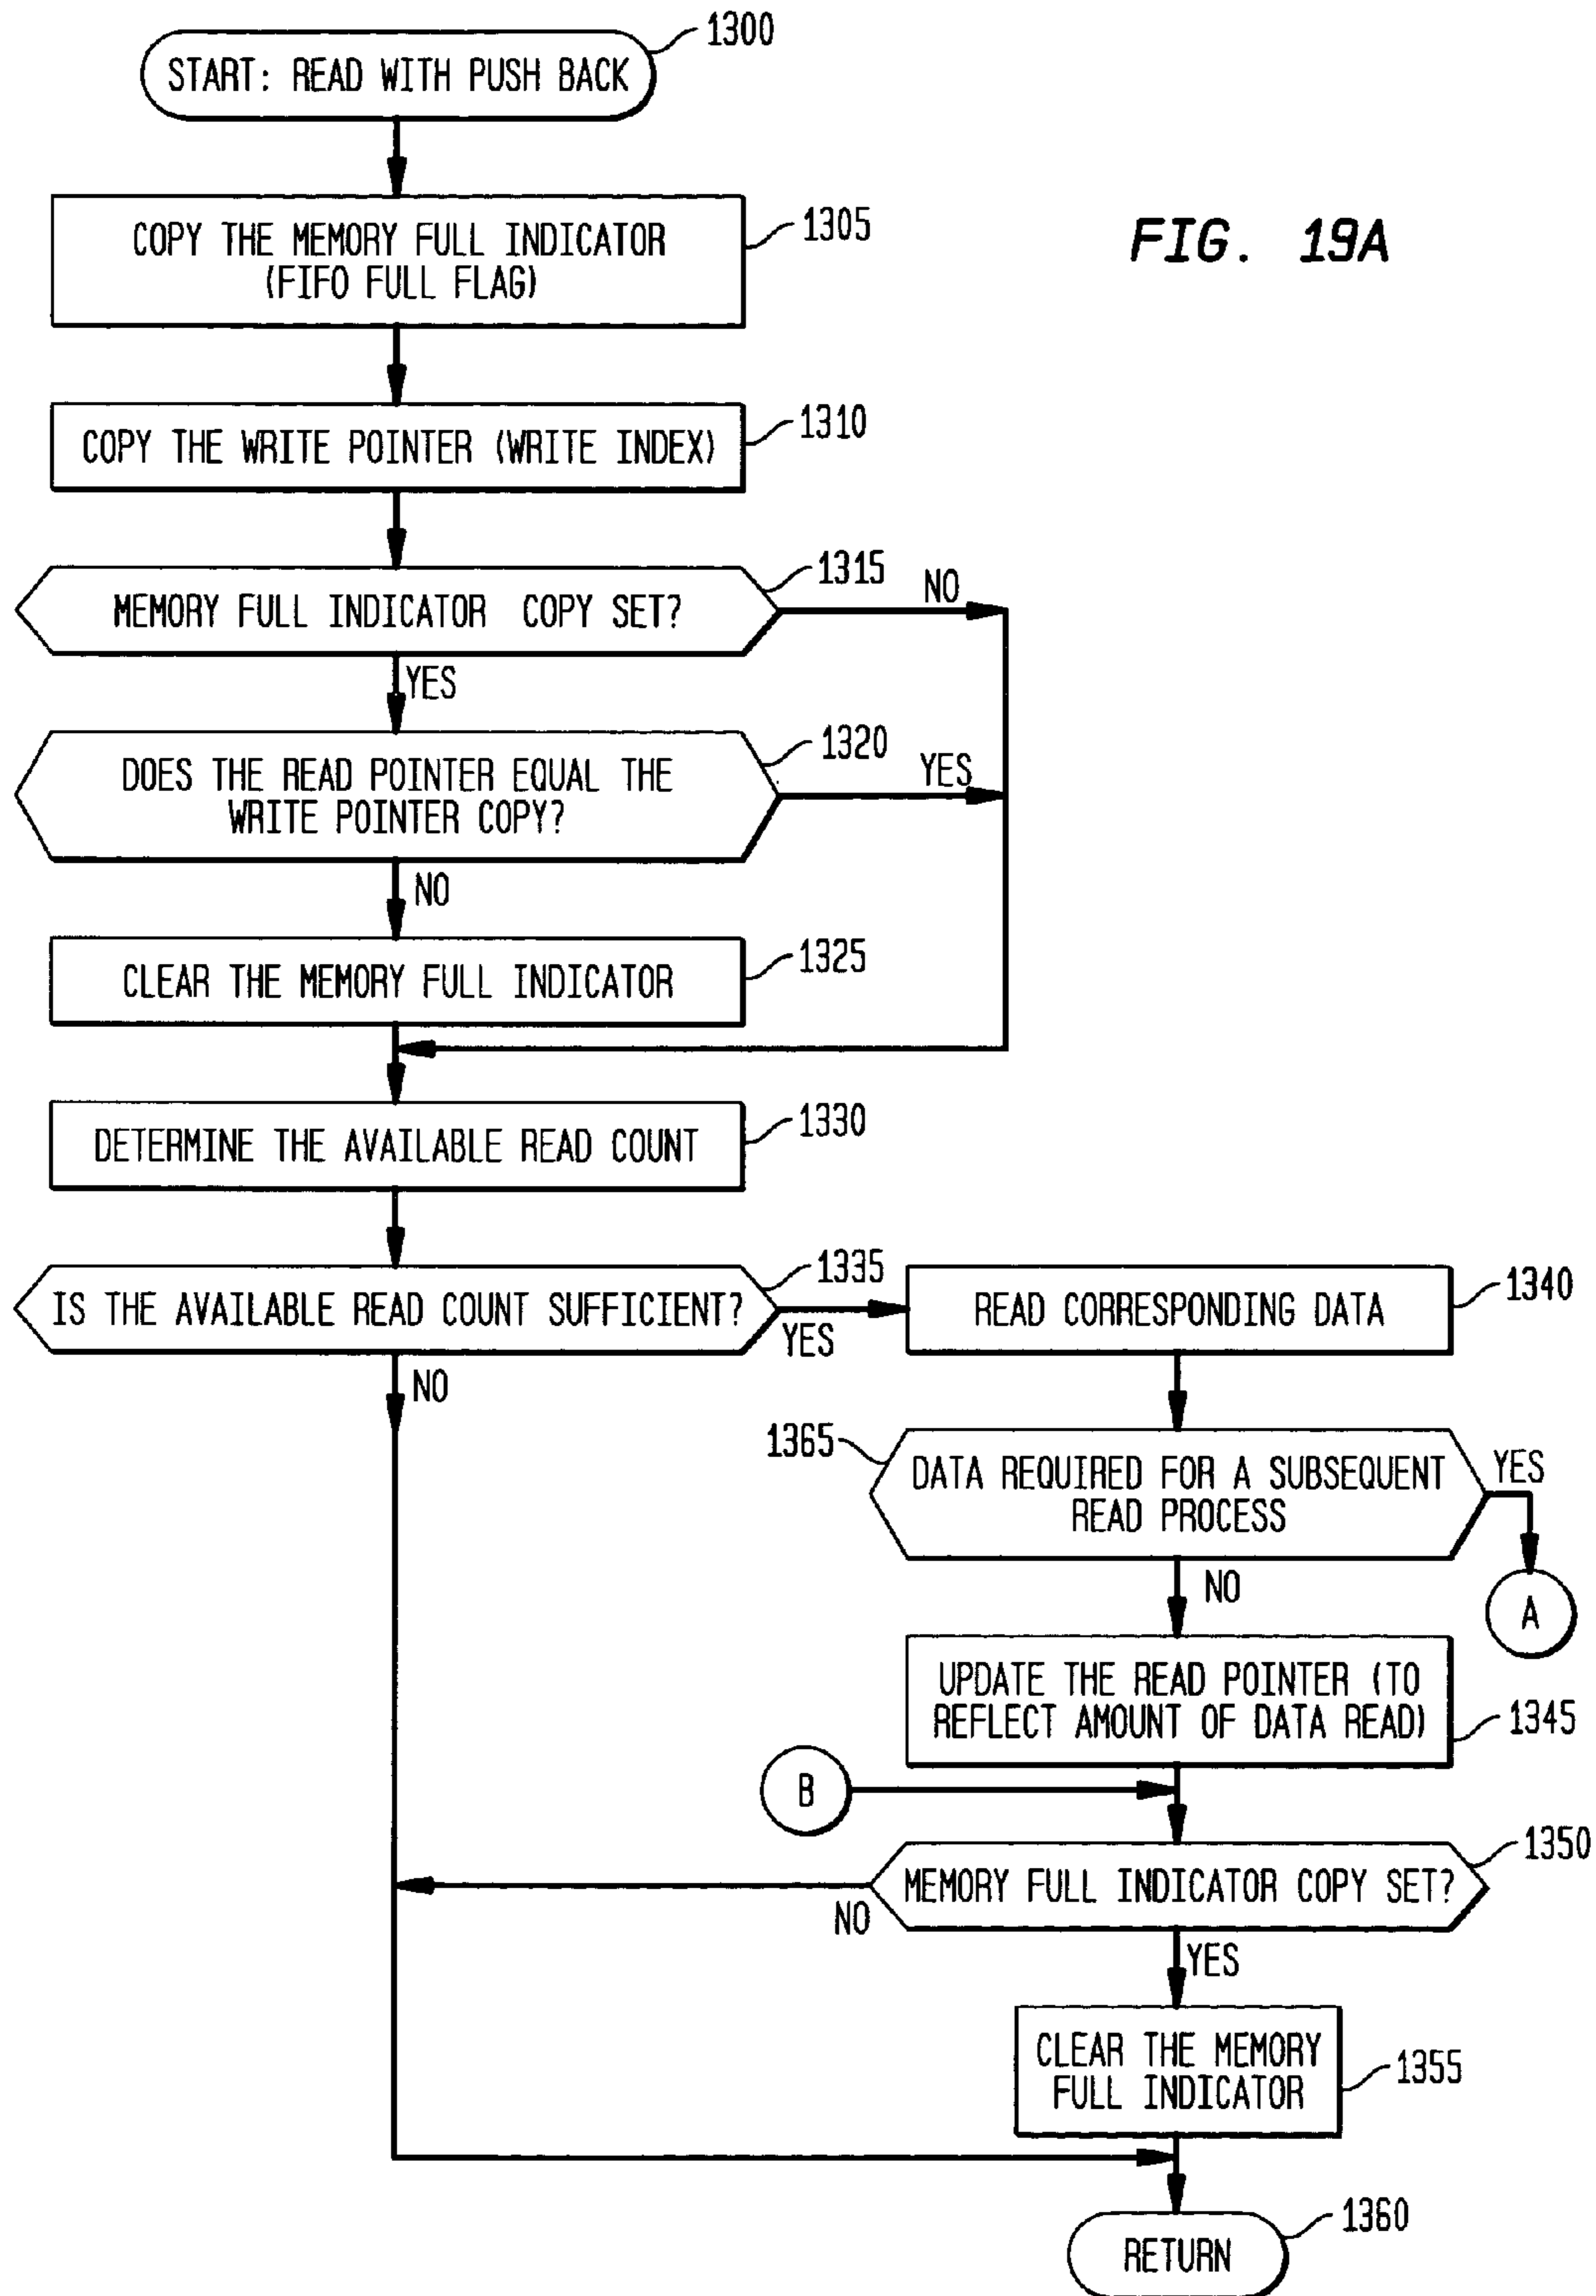 1300
START: READ WITH PUSH BACK
FIG. 19A
1305
COPY THE MEMORY FULL INDICATOR
(FIFO FULL FLAG)
1310
COPY THE WRITE POINTER (WRITE INDEX)
1315
MEMORY FULL INDICATOR COPY SET?
NO
YES
1320
DOES THE READ POINTER EQUAL THE
WRITE POINTER COPY?
YES
NO
1325
CLEAR THE MEMORY FULL INDICATOR
1330
DETERMINE THE AVAILABLE READ COUNT
1335
IS THE AVAILABLE READ COUNT SUFFICIENT?
YES
NO
1340
READ CORRESPONDING DATA
1365
DATA REQUIRED FOR A SUBSEQUENT
READ PROCESS
YES
A
NO
UPDATE THE READ POINTER (TO
REFLECT AMOUNT OF DATA READ)
1345
B
1350
MEMORY FULL INDICATOR COPY SET?
NO
YES
CLEAR THE MEMORY
FULL INDICATOR
1355
1360
RETURN